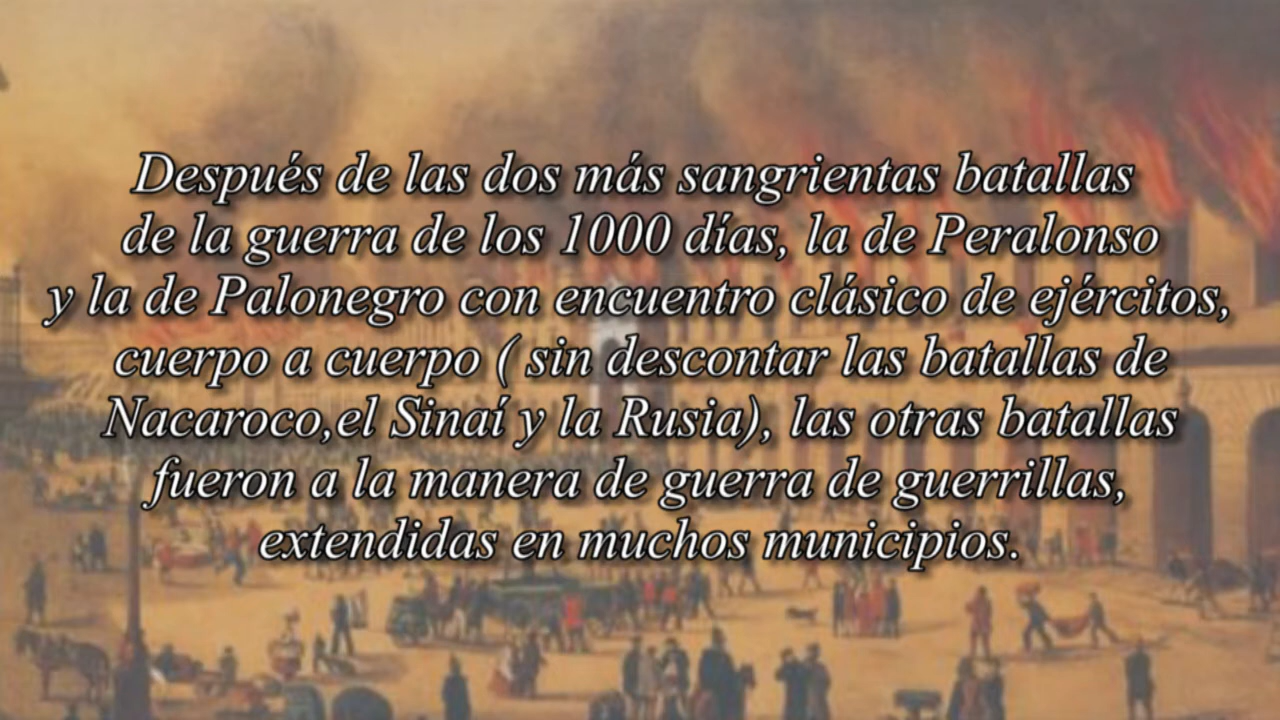 Después de las dos más sangrientas batallas
de la guerra de los 1000 días, la de Peralonso
y la de Palonegro con encuentro clásico de ejércitos,
cuerpo a cuerpo ( sin descontar las batallas de
Nacaroco,el Sinaí y la Rusia), las otras batallas
fueron a la manera de guerra de guerrillas,
extendidas en muchos municipios.